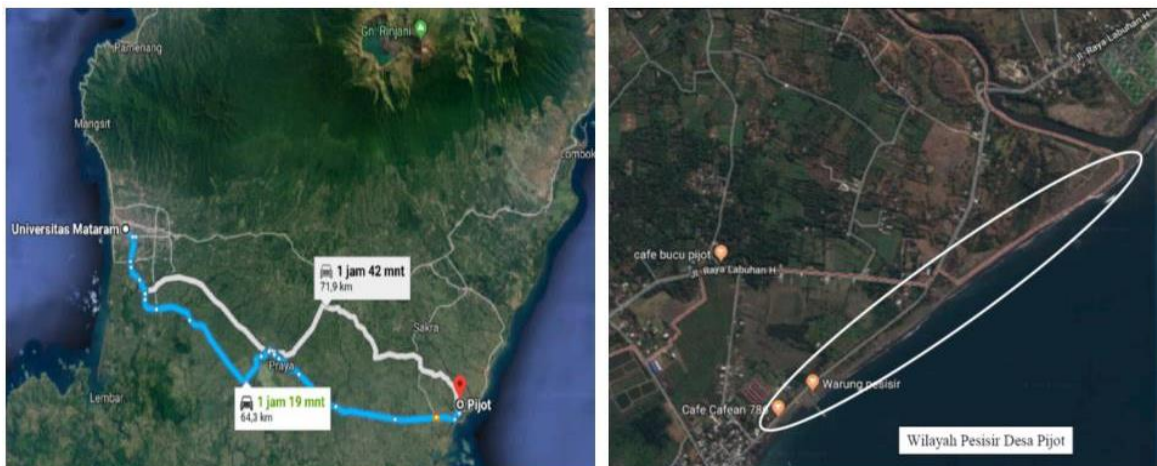 Pamenang
Gn. Rinjani
Mangsit
Lombok
Universitas Mataram
1 jam 42 mnt
71,9 km
Sakra
Praya
Lembar
1 jam 19 mnt
64,3 km
Pijot
Jl. Raya Labuhan H
cafe bucu pijot
Jl. Raya Labuhan H
Warung pesisir
Cafe Cafean
Wilayah Pesisir Desa Pijot